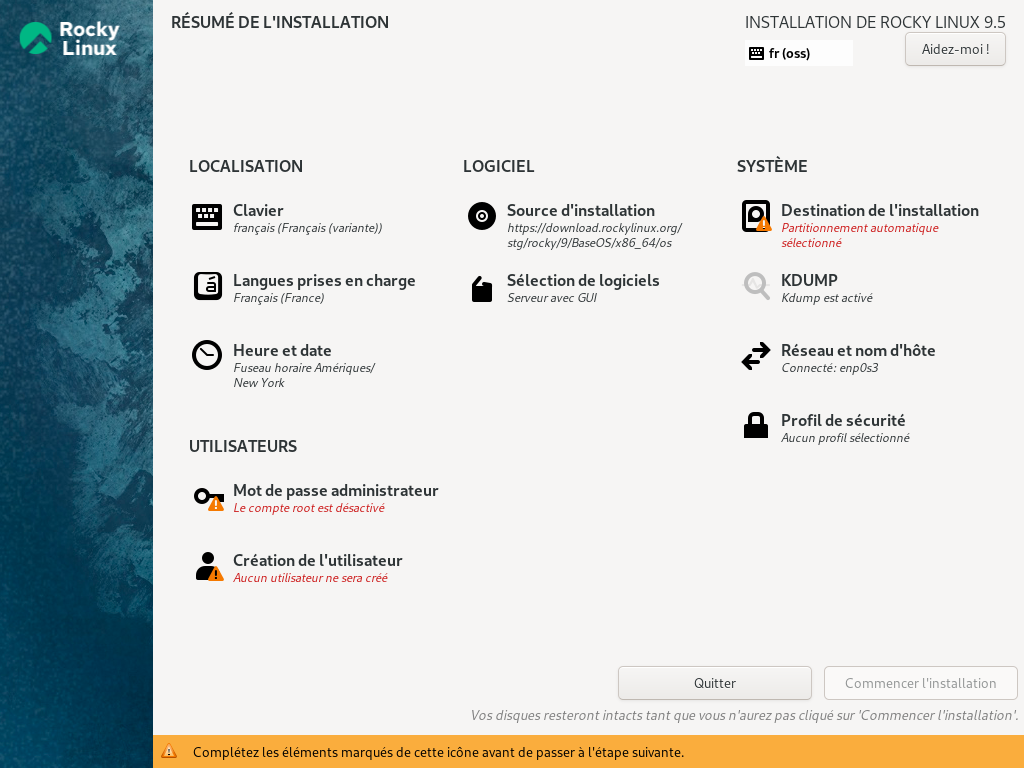 Rocky
Linux
RÉSUMÉ DE L'INSTALLATION
INSTALLATION DE ROCKY LINUX 9.5
fr (oss)
Aidez-moi !
LOCALISATION
Clavier
français (Français (variante))
Langues prises en charge
Français (France)
Heure et date
Fuseau horaire Amériques/
New York
LOGICIEL
Source d'installation
https://download.rockylinux.org/
stg/rocky/9/BaseOS/x86_64/os
Sélection de logiciels
Serveur avec GUI
SYSTÈME
Destination de l'installation
Partitionnement automatique
sélectionné
KDUMP
Kdump est activé
Réseau et nom d'hôte
Connecté: enp0s3
Profil de sécurité
Aucun profil sélectionné
UTILISATEURS
Mot de passe administrateur
Le compte root est désactivé
Création de l'utilisateur
Aucun utilisateur ne sera créé
Quitter
Commencer l'installation
Vos disques resteront intacts tant que vous n'aurez pas cliqué sur 'Commencer l'installation'.
Complétez les éléments marqués de cette icône avant de passer à l'étape suivante.